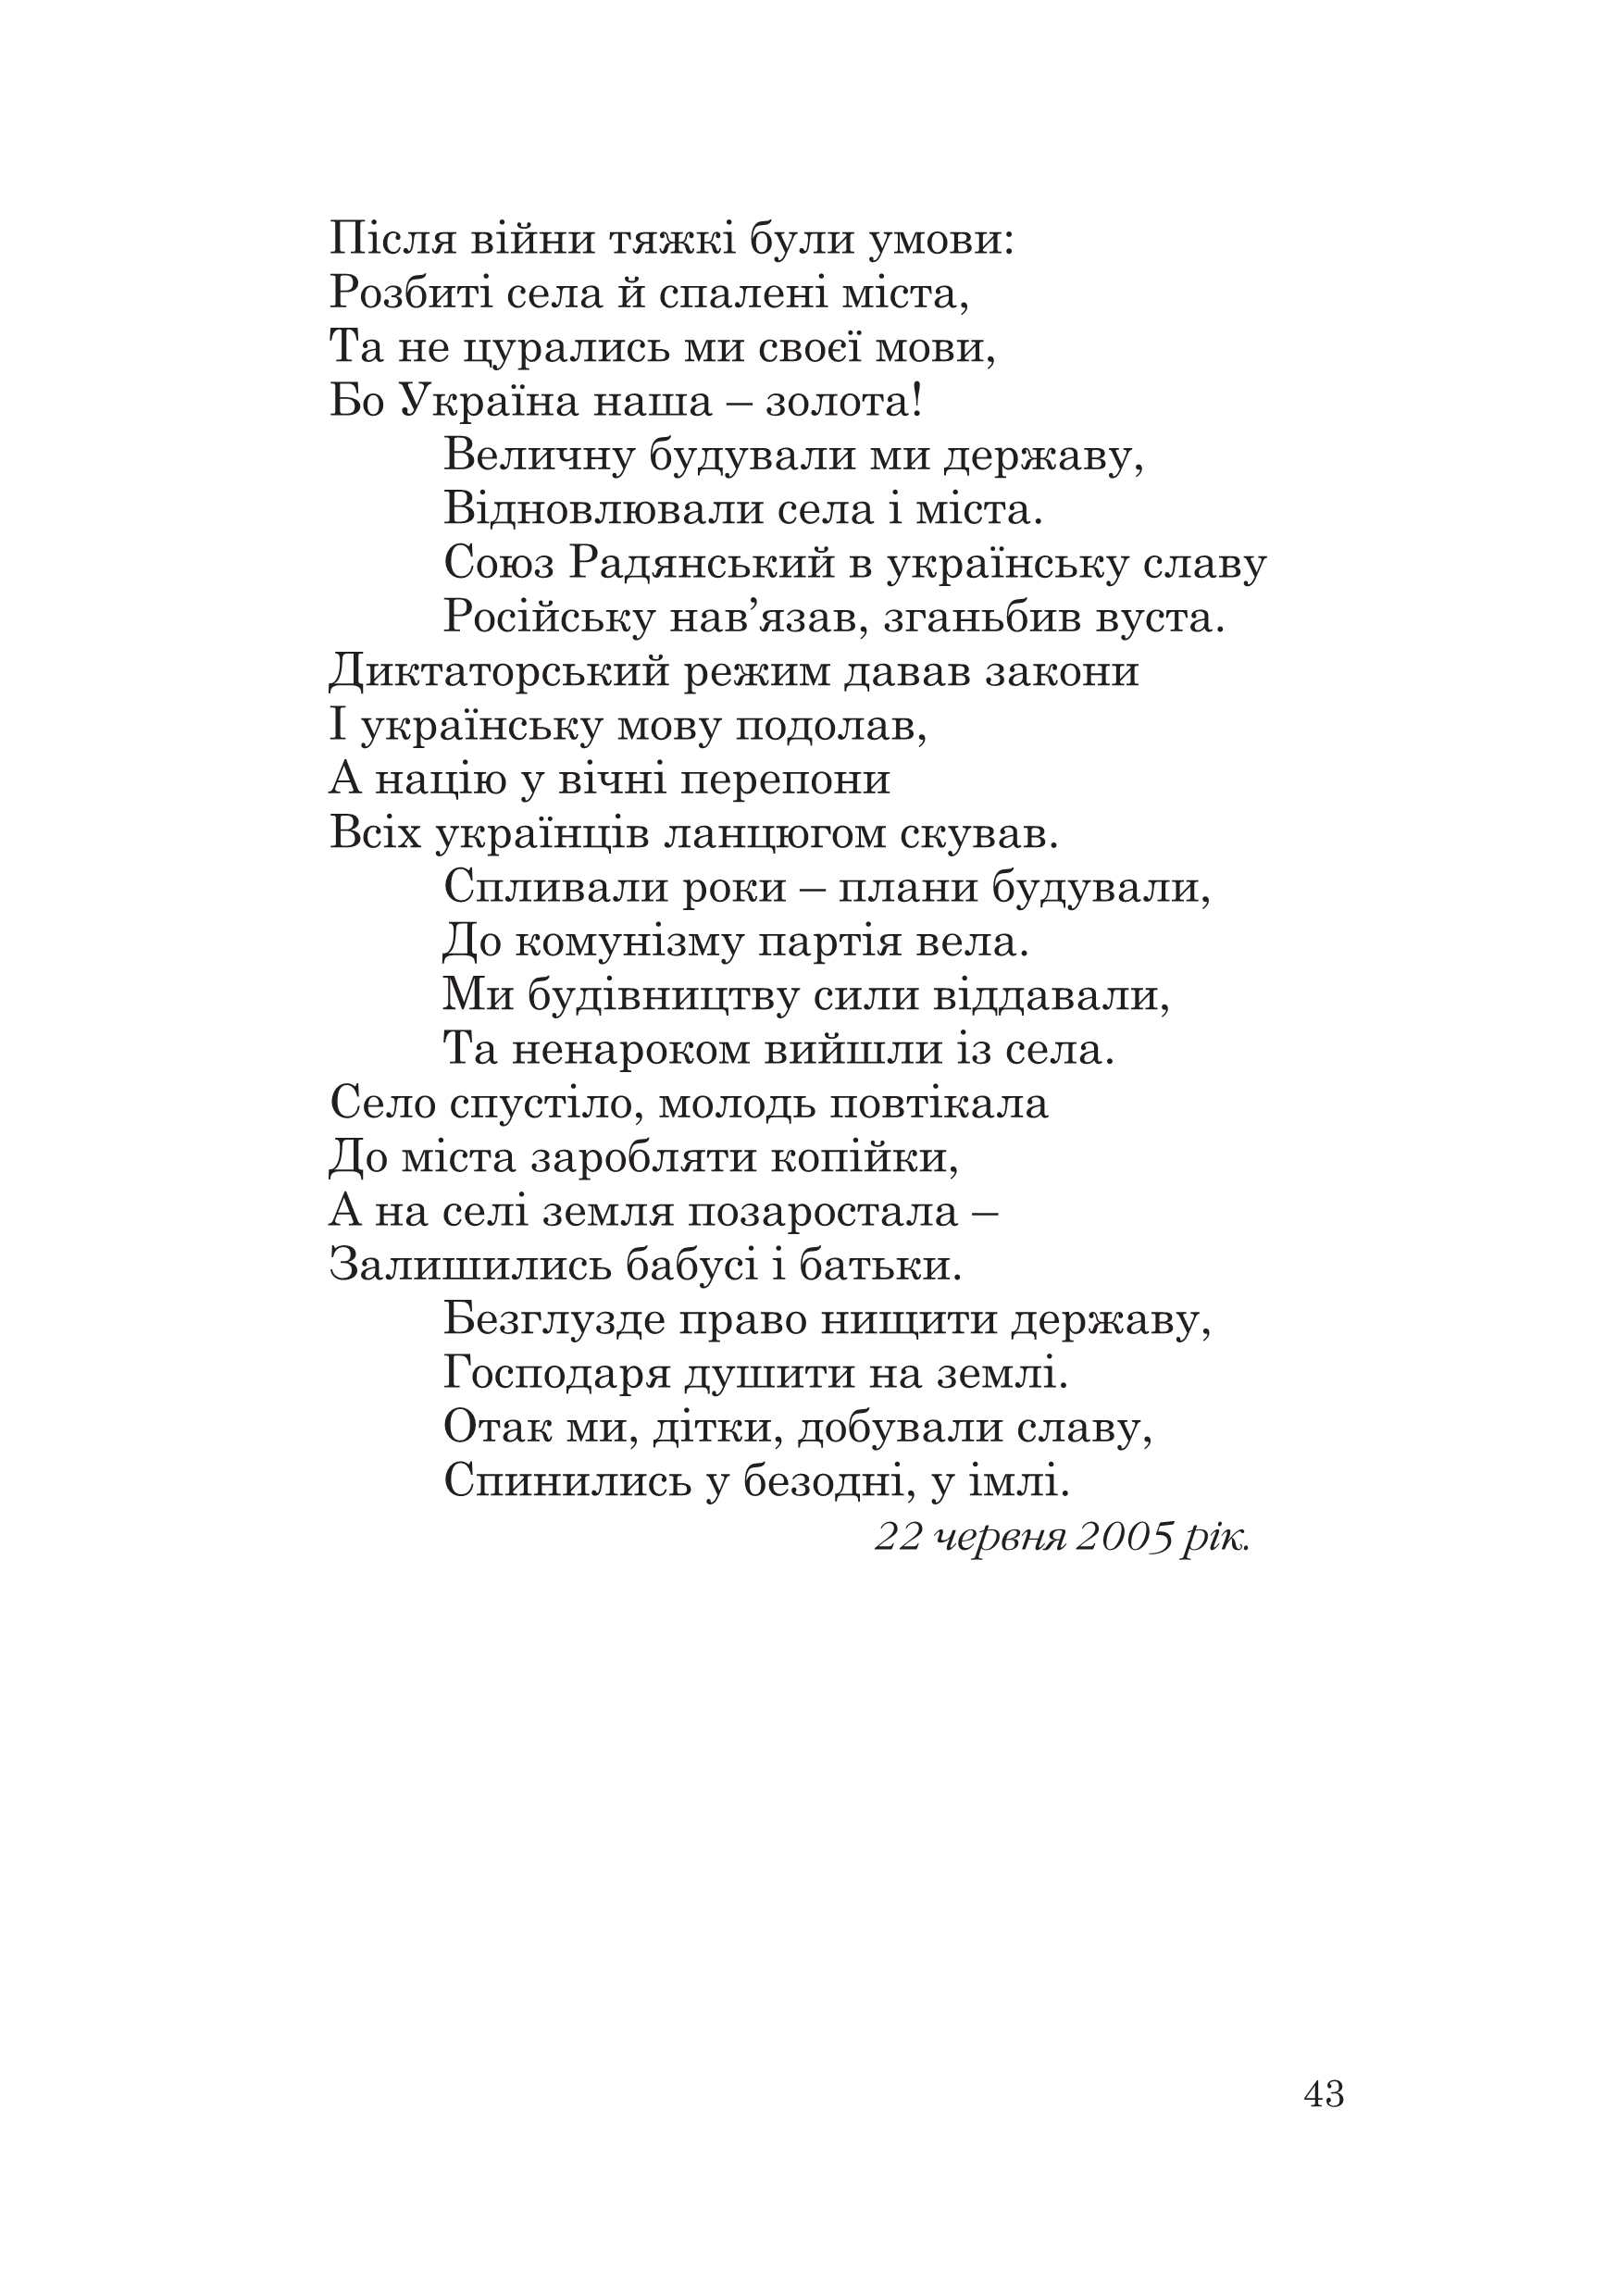 Після війни тяжкі були умови:
Розбиті села й спалені міста,
Та не цурались ми своєї мови,
Бо Україна наша – золота!
Величну будували ми державу,
Відновлювали села і міста.
Союз Радянський в українську славу
Російську нав’язав, зганьбив вуста.
Диктаторський режим давав закони
І українську мову подолав,
А націю у вічні перепони
Всіх українців ланцюгом скував.
Спливали роки – плани будували,
До комунізму партія вела.
Ми будівництву сили віддавали,
Та ненароком вийшли із села.
Село спустіло, молодь повтікала
До міста заробляти копійки,
А на селі земля позаростала –
Залишились бабусі і батьки.
Безглузде право нищити державу,
Господаря душити на землі.
Отак ми, дітки, добували славу,
Спинились у безодні, у імлі.
22 червня 2005 рік.
43